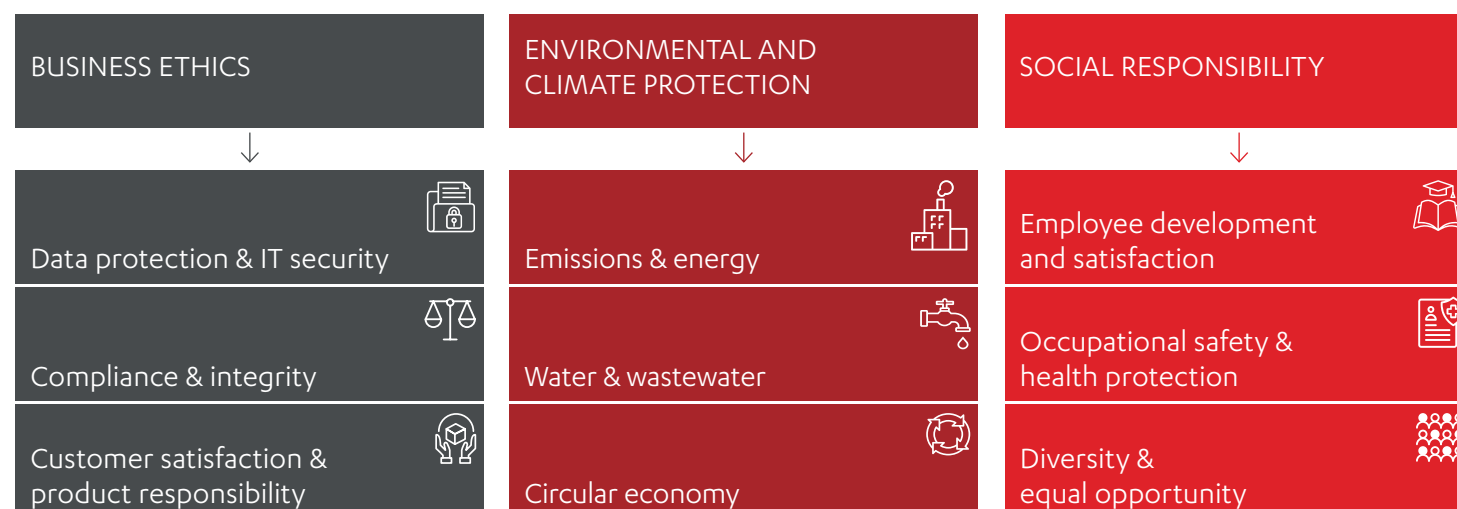 BUSINESS ETHICS
Data protection & IT security
Compliance & integrity
Customer satisfaction &
product responsibility
ENVIRONMENTAL AND
CLIMATE PROTECTION
Emissions & energy
Water & wastewater
Circular economy
SOCIAL RESPONSIBILITY
Employee development
and satisfaction
Occupational safety &
health protection
Diversity &
equal opportunity